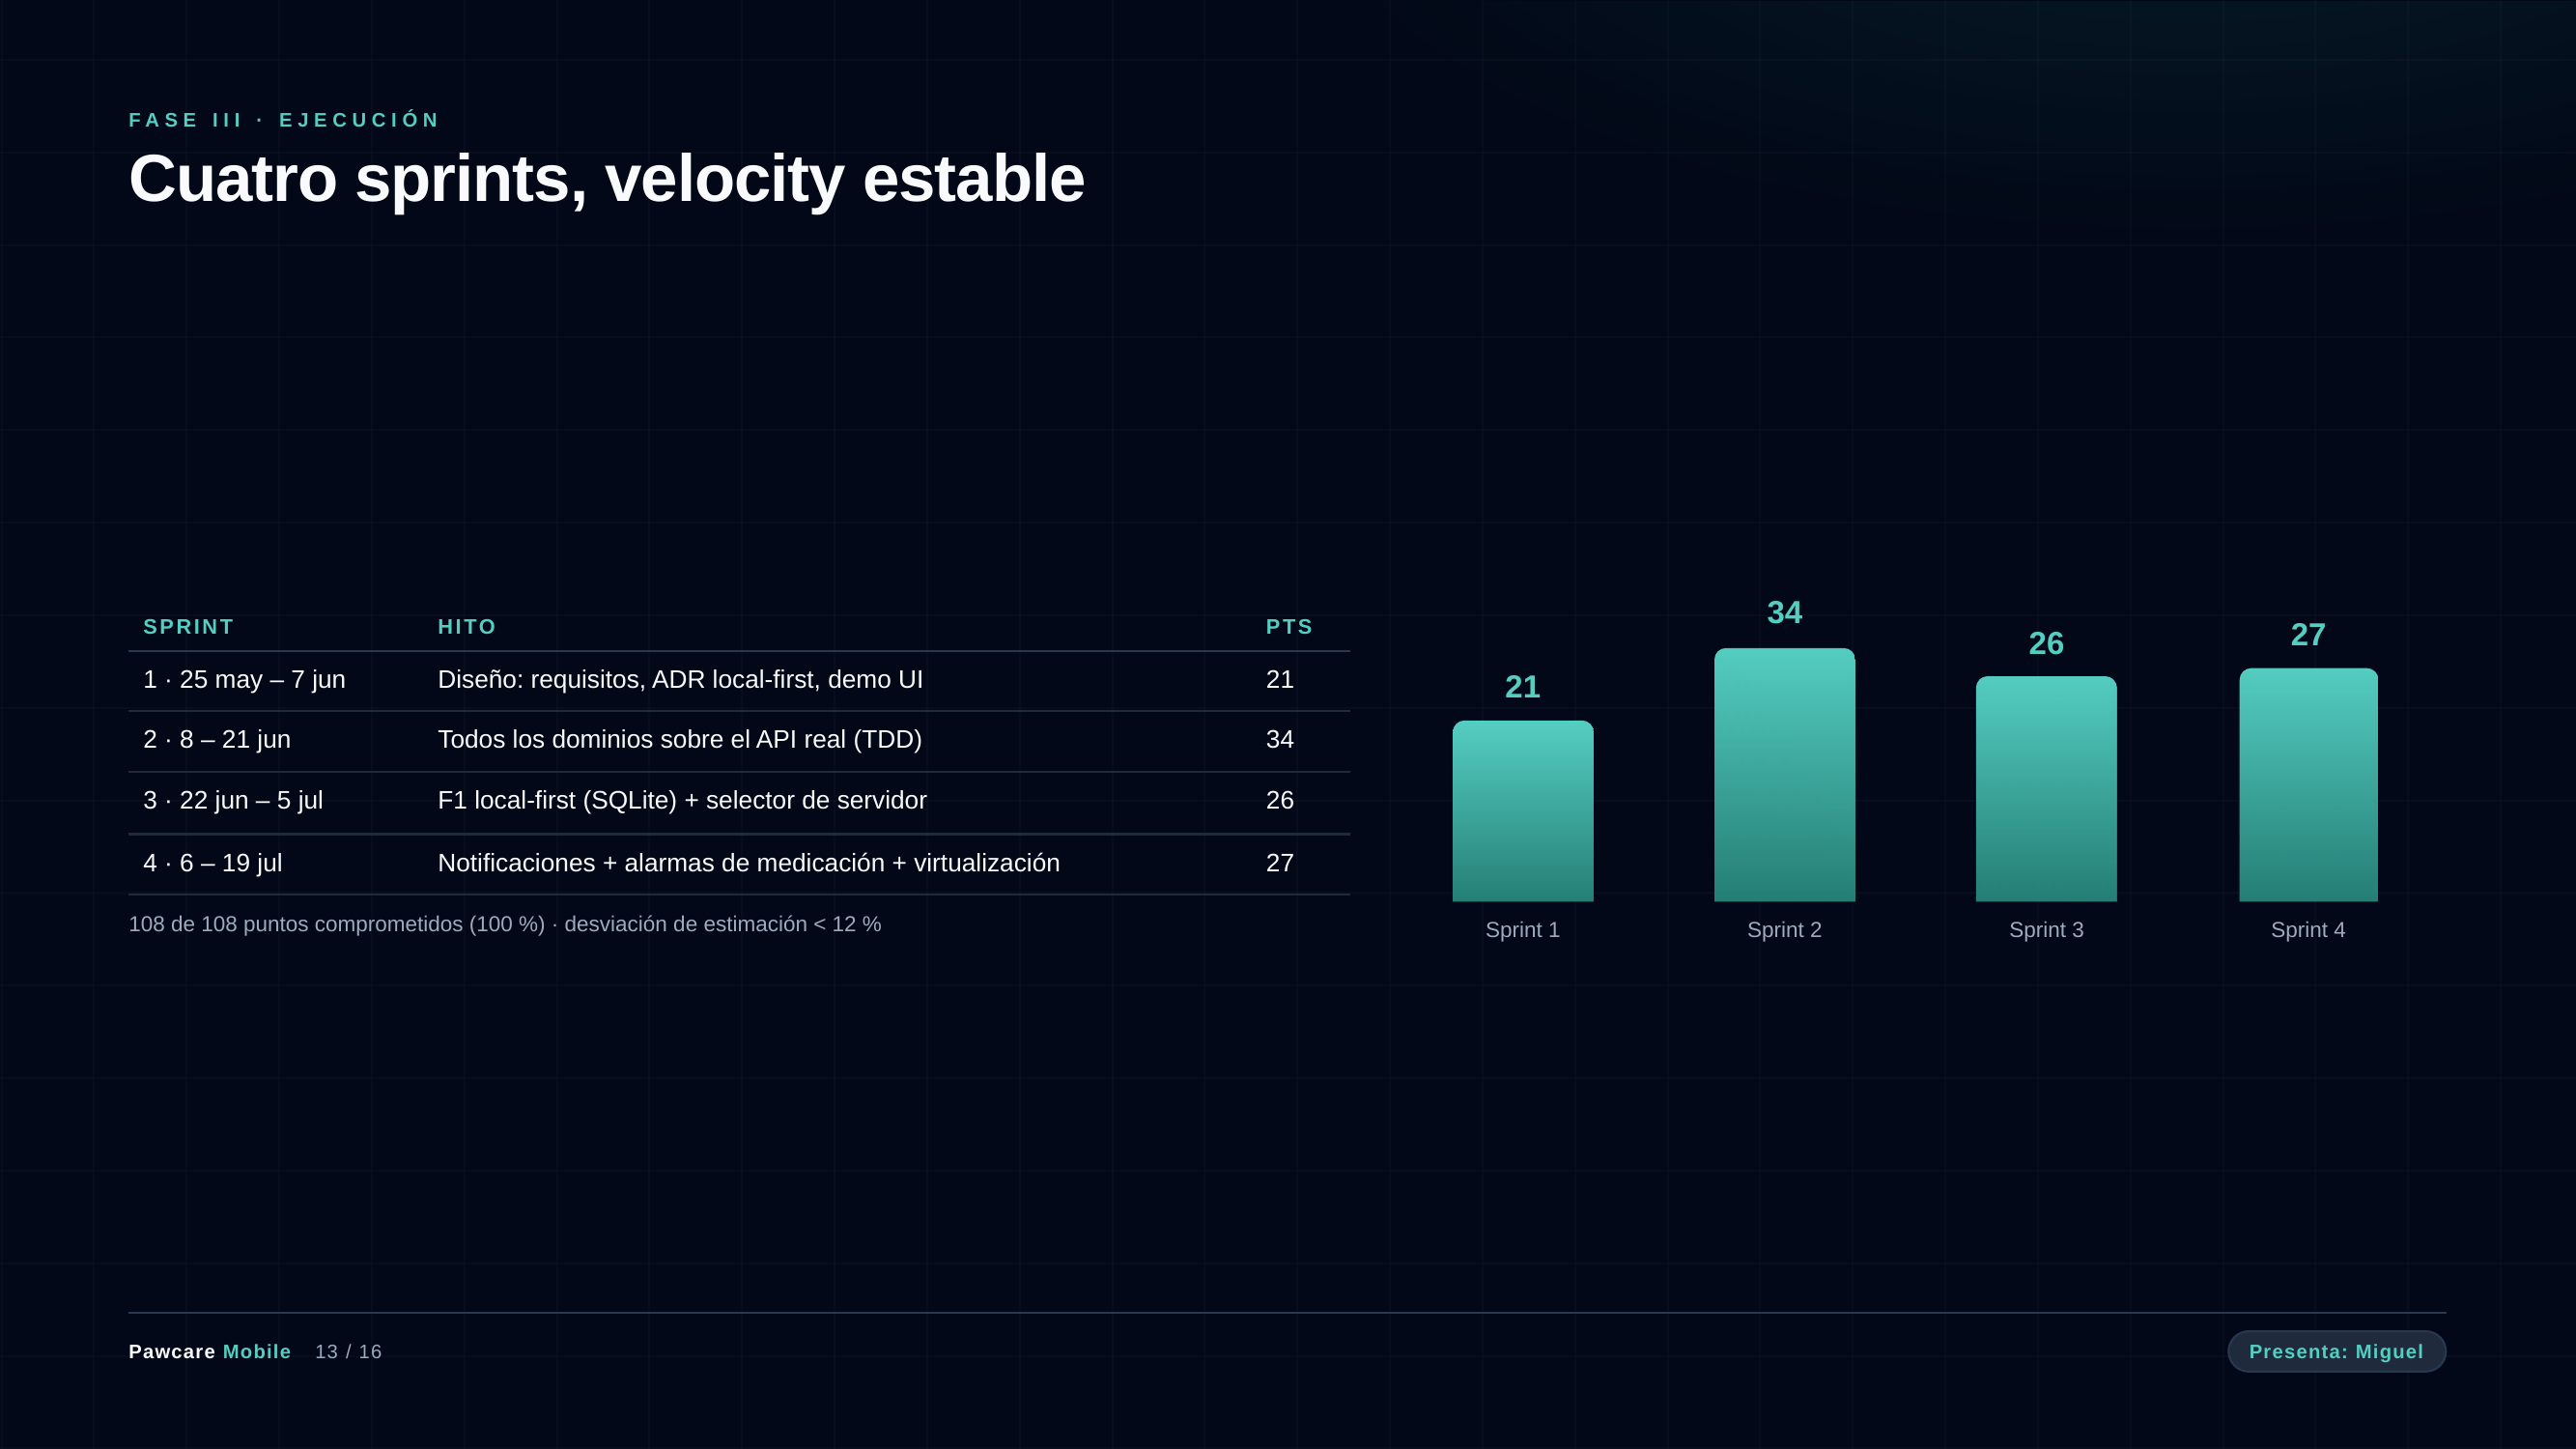 FASE III · EJECUCIÓN
Cuatro sprints, velocity estable
SPRINT HITO PTS
1 · 25 may – 7 jun Diseño: requisitos, ADR local-first, demo UI 21
2 · 8 – 21 jun Todos los dominios sobre el API real (TDD) 34
3 · 22 jun – 5 jul F1 local-first (SQLite) + selector de servidor 26
4 · 6 – 19 jul Notificaciones + alarmas de medicación + virtualización 27
108 de 108 puntos comprometidos (100 %) · desviación de estimación < 12 %
21 34 26 27
Sprint 1 Sprint 2 Sprint 3 Sprint 4
Pawcare Mobile 13 / 16
Presenta: Miguel